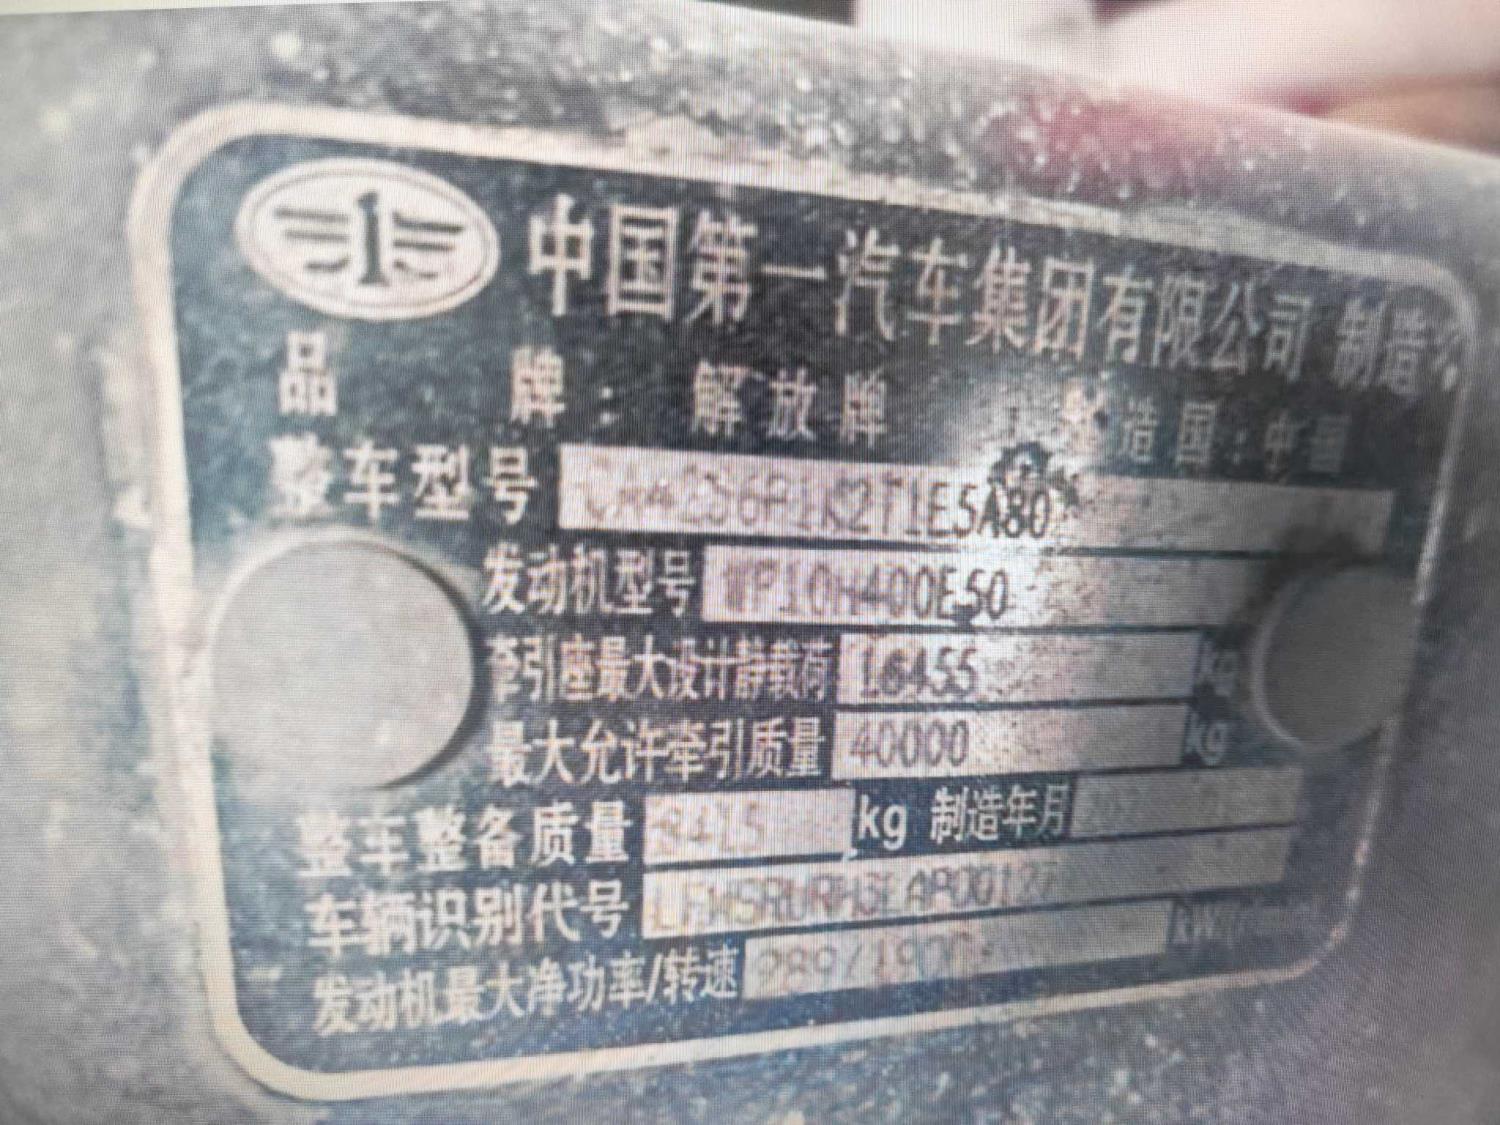 中国第一汽车集团有限公司 制造
品 牌: 解放牌 制造国:中国
整车型号 CA4256P1K2T1E5A80
发动机型号 WP10H400E50
牵引座最大设计静载荷 16455 kg
最大允许牵引质量 40000 kg
整车整备质量 kg 制造年月
车辆识别代号
发动机最大净功率/转速 289/1900